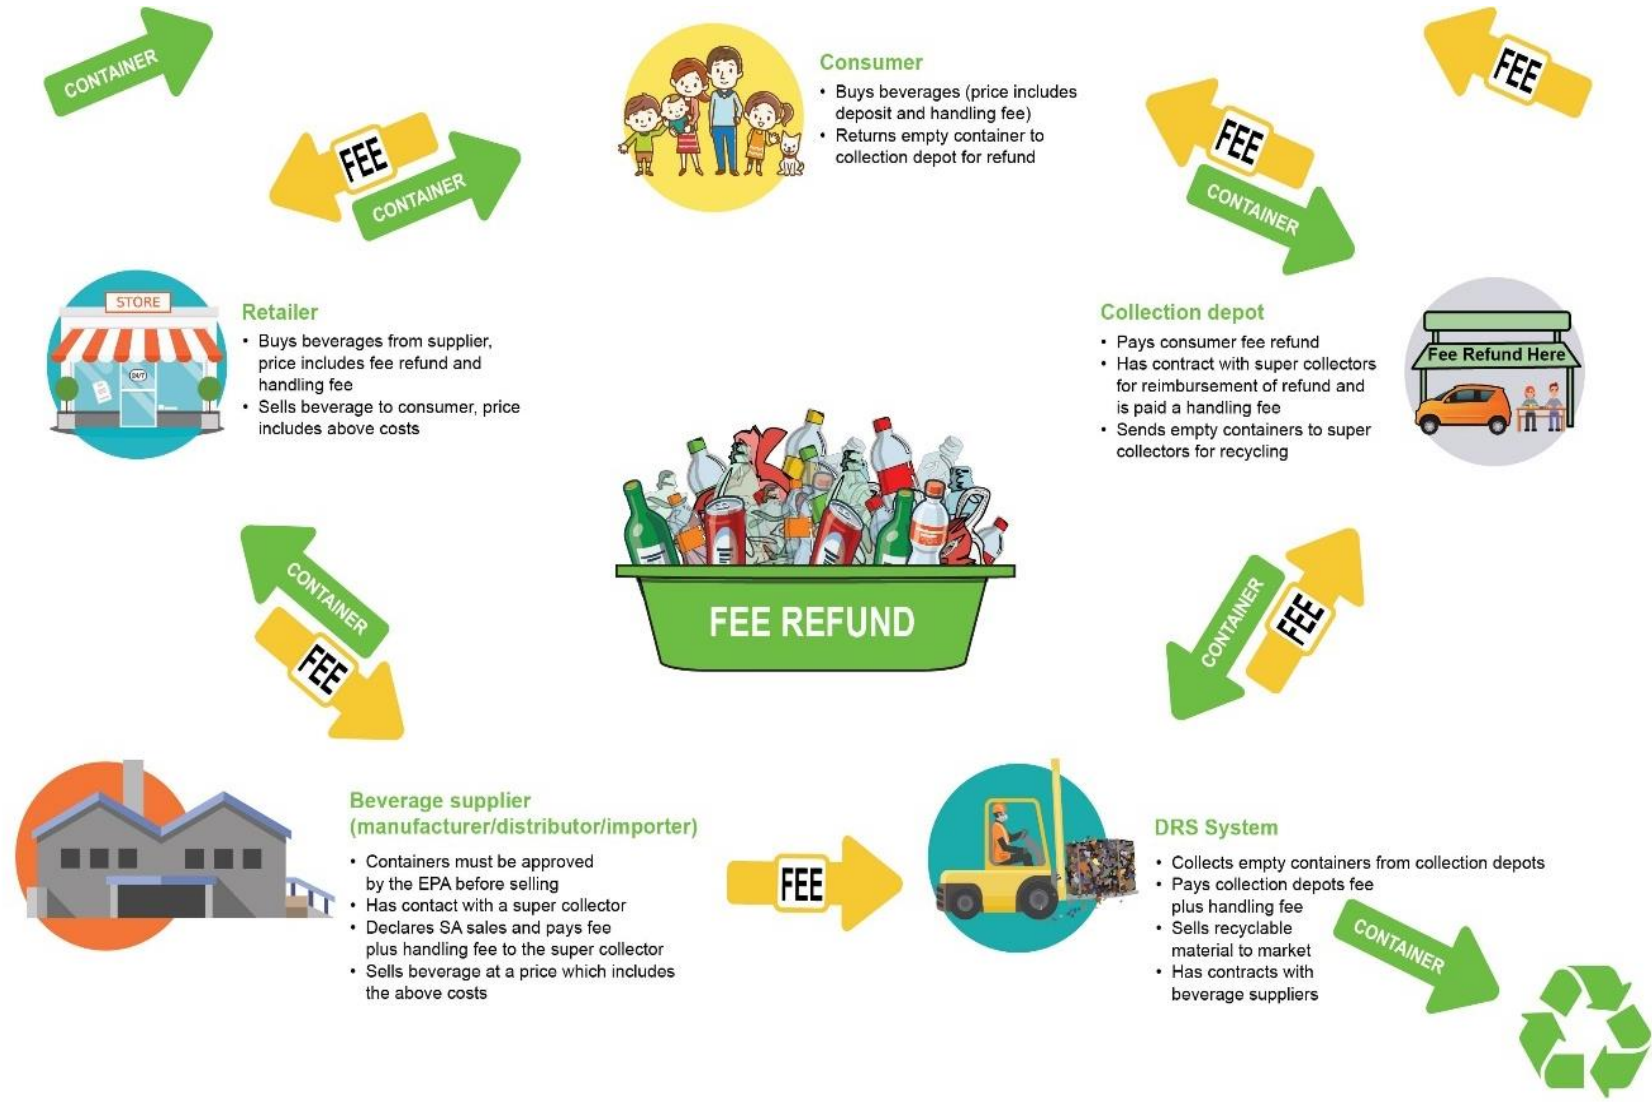 CONTAINER
FEE
CONTAINER
Consumer
• Buys beverages (price includes
deposit and handling fee)
• Returns empty container to
collection depot for refund
FEE
FEE
CONTAINER
STORE
OUT
Retailer
• Buys beverages from supplier,
price includes fee refund and
handling fee
• Sells beverage to consumer, price
includes above costs
Collection depot
• Pays consumer fee refund
• Has contract with super collectors
for reimbursement of refund and
is paid a handling fee
• Sends empty containers to super
collectors for recycling
Fee Refund Here
CONTAINER
FEE
FEE REFUND
CONTAINER
FEE
Beverage supplier
(manufacturer/distributor/importer)
• Containers must be approved
by the EPA before selling
• Has contact with a super collector
• Declares SA sales and pays fee
plus handling fee to the super collector
• Sells beverage at a price which includes
the above costs
FEE
DRS System
• Collects empty containers from collection depots
• Pays collection depots fee
plus handling fee
• Sells recyclable
material to market
• Has contracts with
beverage suppliers
CONTAINER